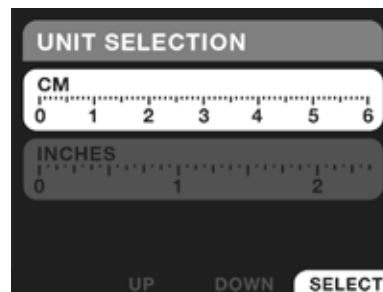 UNIT SELECTION
CM
0 1 2 3 4 5 6
INCHES
0 1 2
UP DOWN SELECT